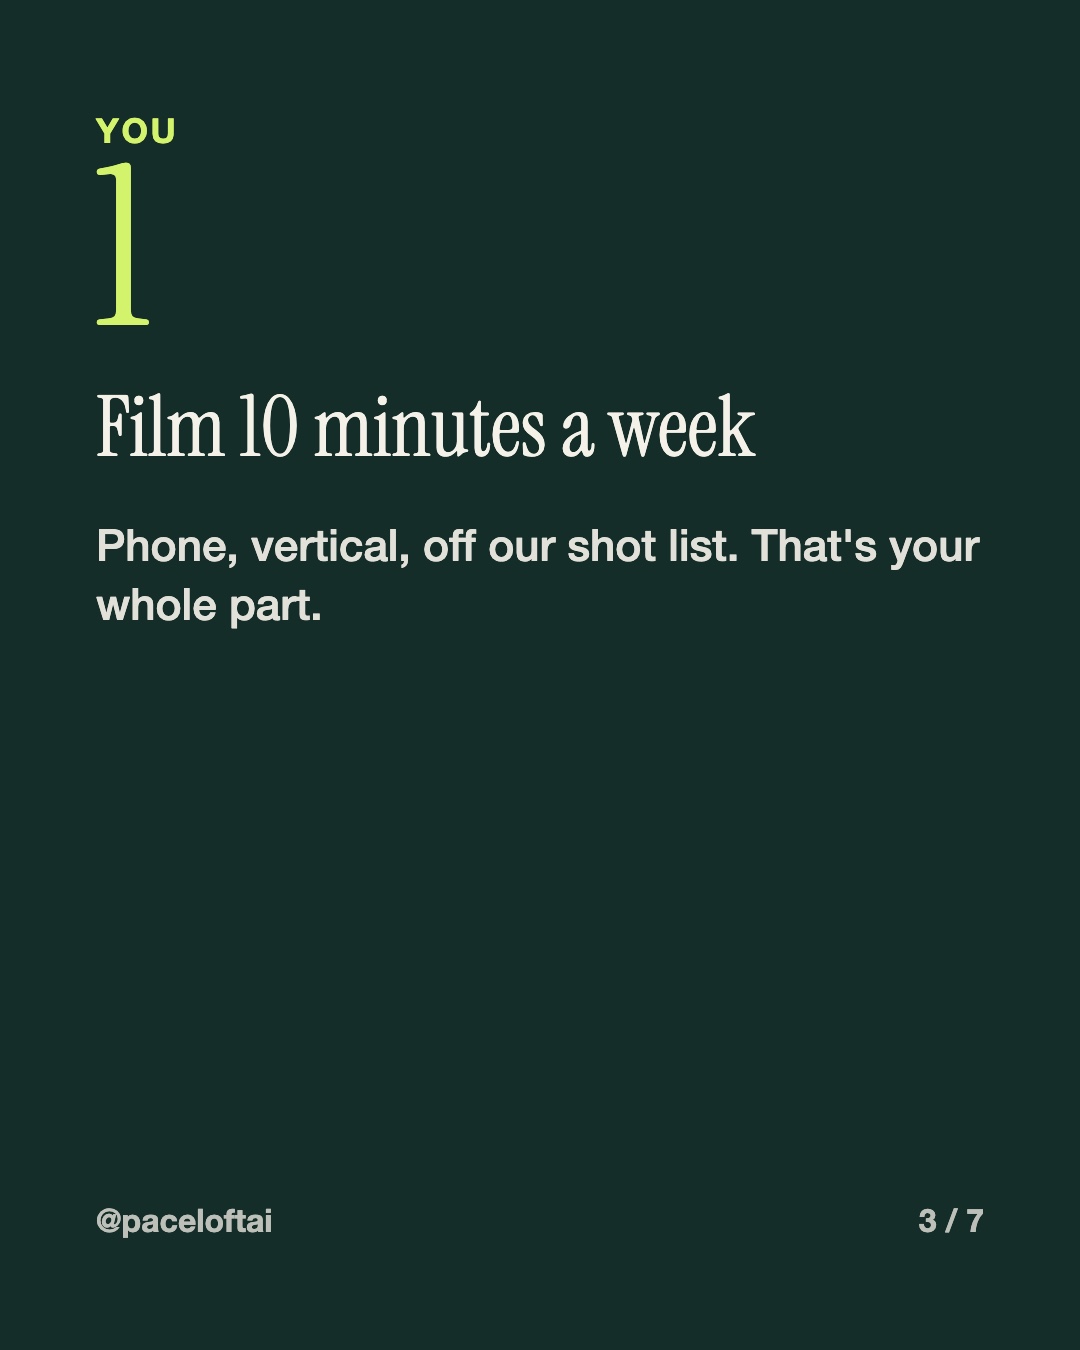 YOU
1
Film 10 minutes a week
Phone, vertical, off our shot list. That's your
whole part.
@paceloftai
3 / 7